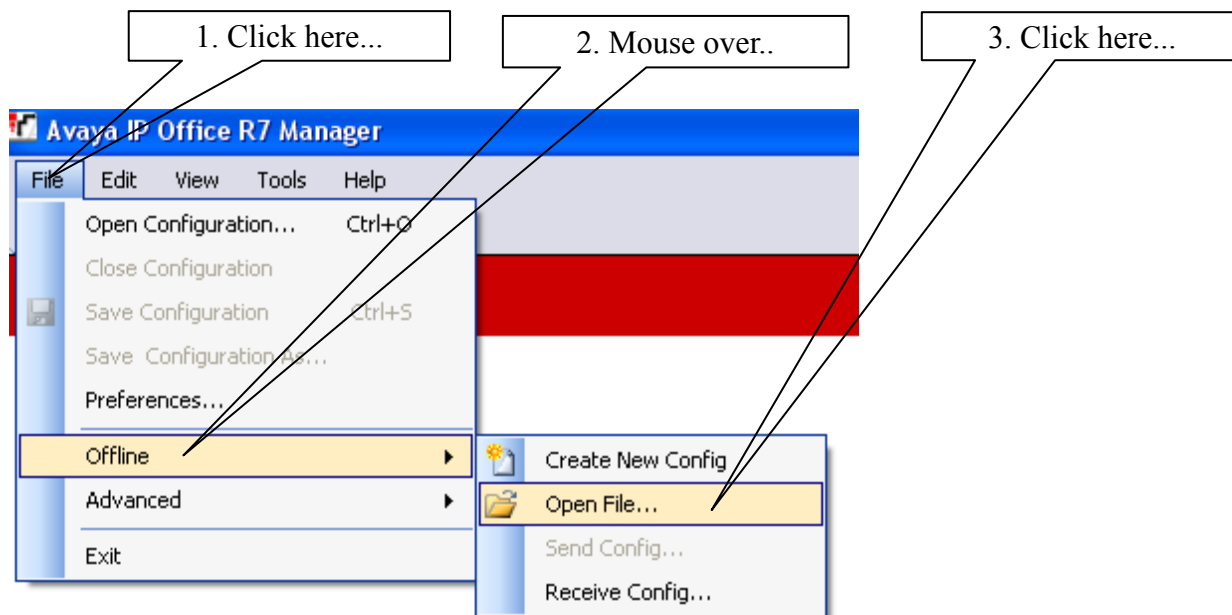 1. Click here...
2. Mouse over..
3. Click here...
Avaya IP Office R7 Manager
File Edit View Tools Help
Open Configuration... Ctrl+O
Close Configuration
Save Configuration Ctrl+S
Save Configuration As...
Preferences...
Offline
Advanced
Exit
Create New Config
Open File...
Send Config...
Receive Config...